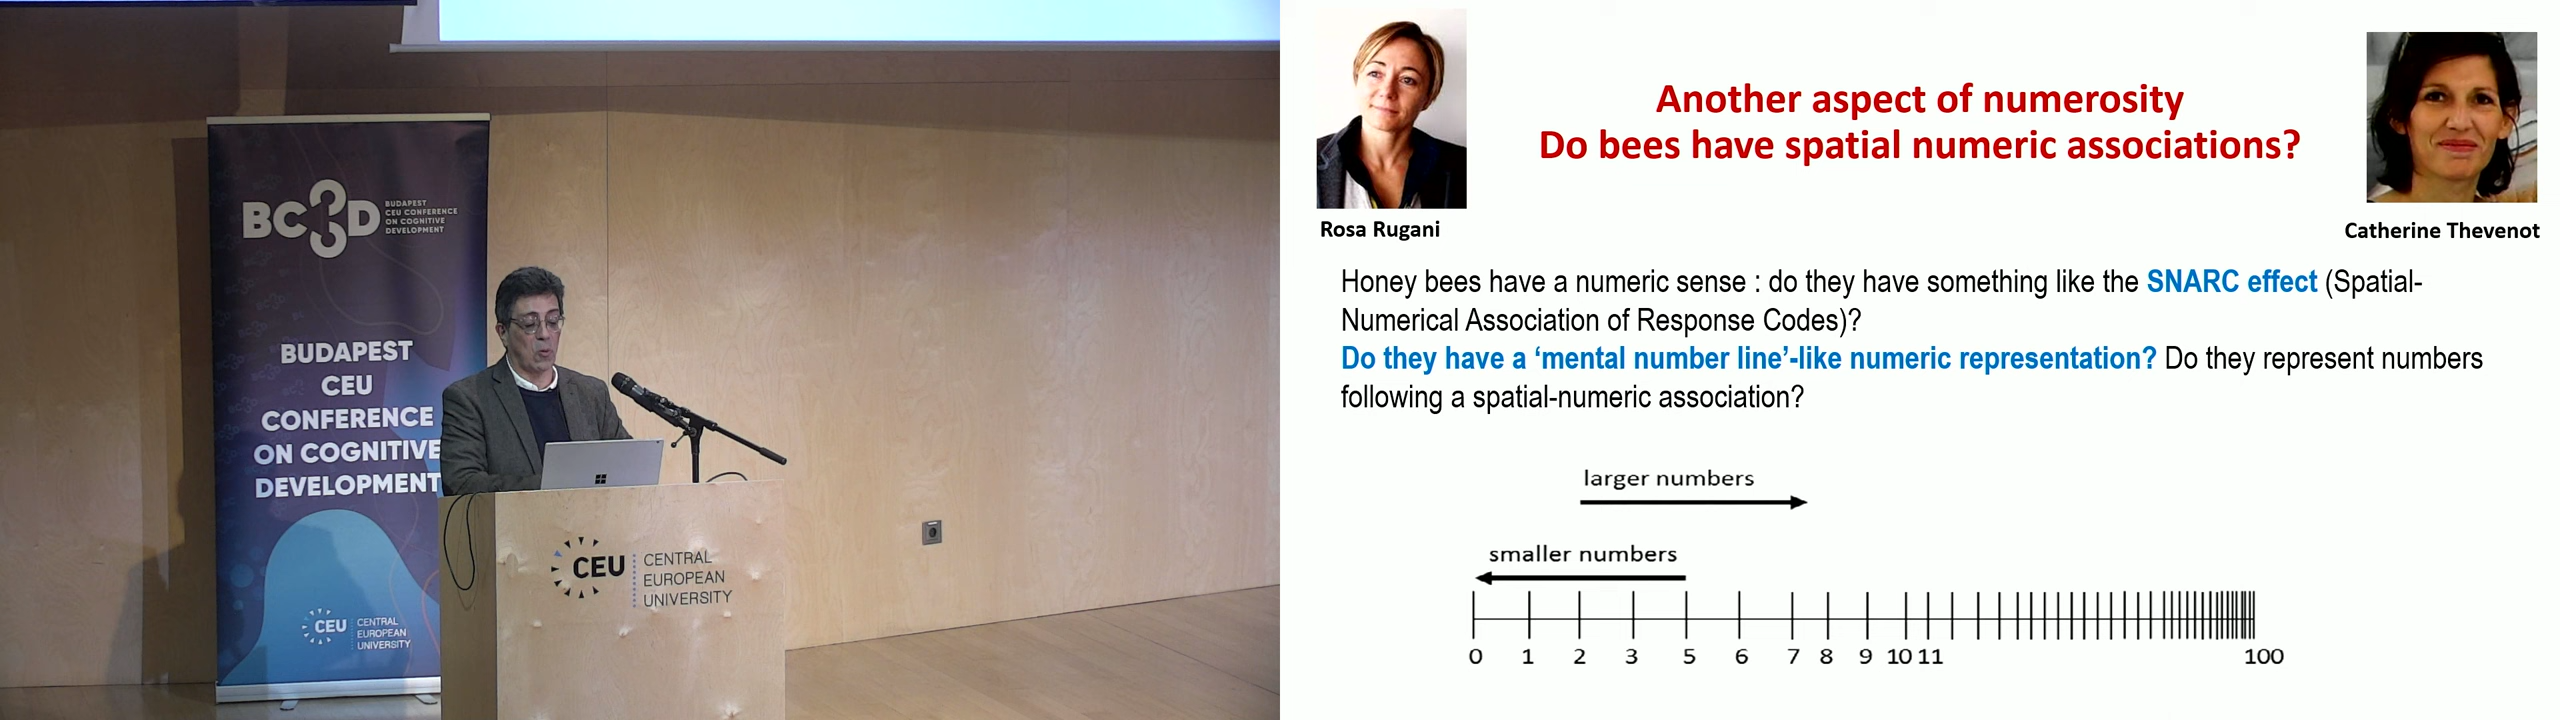 BC3D
BUDAPEST
CEU CONFERENCE
ON COGNITIVE
DEVELOPMENT
BUDAPEST
CEU
CONFERENCE
ON COGNITIVE
DEVELOPMENT
CEU
CENTRAL
EUROPEAN
UNIVERSITY
CEU
CENTRAL
EUROPEAN
UNIVERSITY
Another aspect of numerosity
Do bees have spatial numeric associations?
Rosa Rugani
Catherine Thevenot
Honey bees have a numeric sense : do they have something like the SNARC effect (Spatial-
Numerical Association of Response Codes)?
Do they have a ‘mental number line’-like numeric representation? Do they represent numbers
following a spatial-numeric association?
larger numbers
smaller numbers
0 1 2 3 5 6 7 8 9 10 11 100